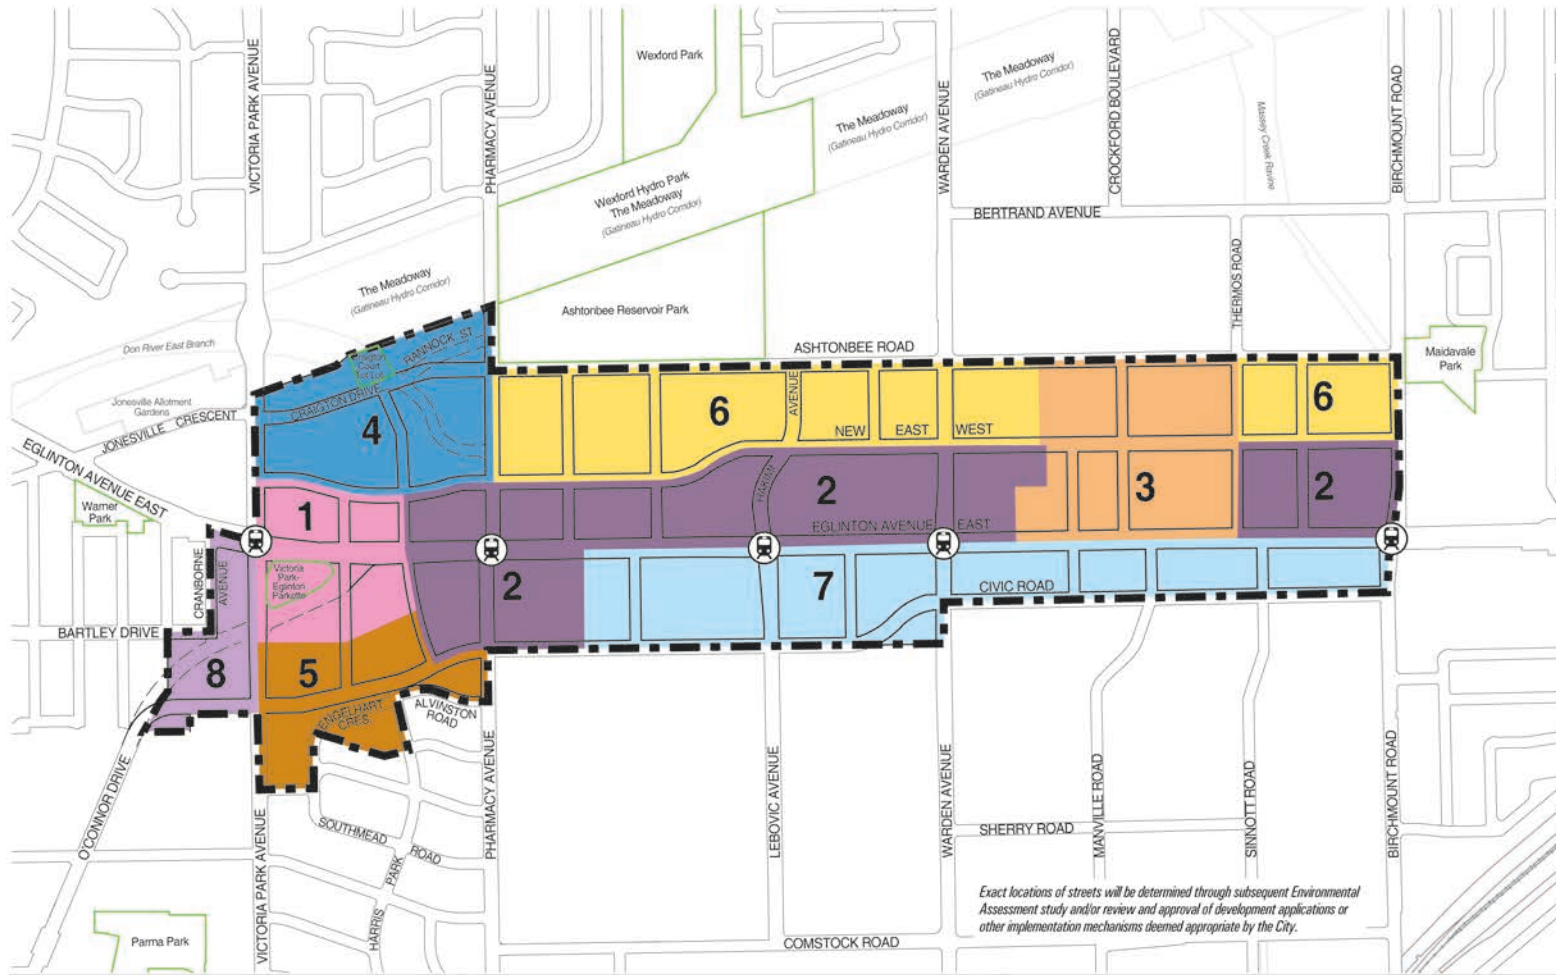 Wexford Park
The Meadoway
(Gatineau Hydro Corridor)
The Meadoway
(Gatineau Hydro Corridor)
VICTORIA PARK AVENUE
PHARMACY AVENUE
WARDEN AVENUE
CROCKFORD BOULEVARD
Massey Creek Ravine
BIRCHMOUNT ROAD
Wexford Hydro Park
The Meadoway
(Gatineau Hydro Corridor)
BERTRAND AVENUE
The Meadoway
(Gatineau Hydro Corridor)
Ashtonbee Reservoir Park
THERMOS ROAD
Don River East Branch
ASHTONBEE ROAD
RANNOCK ST
Court
Tot Lot
Maidavale
Park
Jonesville Allotment
Gardens
JONESVILLE CRESCENT
CRAIGTON DRIVE
4
6
AVENUE
6
NEW EAST WEST
EGLINTON AVENUE EAST
Warner
Park
1
HAKIMI
2
3
2
EGLINTON AVENUE EAST
CRANBORNE
AVENUE
Victoria
Park-
Eglinton
Parkette
2
7
CIVIC ROAD
BARTLEY DRIVE
8
5
ENGELHART
CRES
ALVINSTON
ROAD
O'CONNOR DRIVE
VICTORIA PARK AVENUE
SOUTHMEAD ROAD
HARRIS PARK
PHARMACY AVENUE
LEBOVIC AVENUE
WARDEN AVENUE
SHERRY ROAD
MANVILLE ROAD
SINNOTT ROAD
BIRCHMOUNT ROAD
Exact locations of streets will be determined through subsequent Environmental
Assessment study and/or review and approval of development applications or
other implementation mechanisms deemed appropriate by the City.
Parma Park
COMSTOCK ROAD